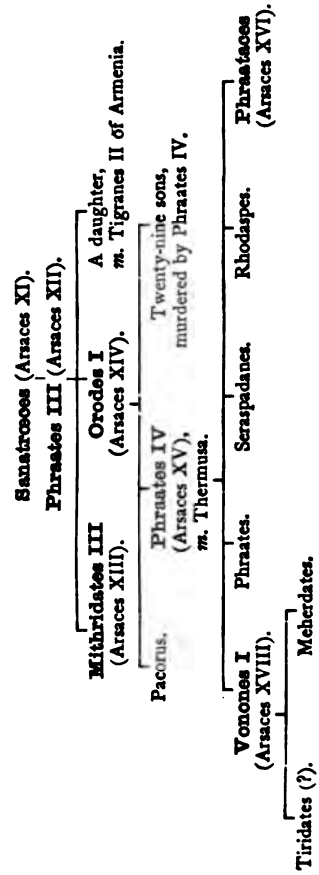 Sanatrosces (Arsaces XI).
Phraates III (Arsaces XII).
Mithridates III
(Arsaces XIII).
Orodes I
(Arsaces XIV).
A daughter,
m. Tigranes II of Armenia.
Pacorus.
Phraates IV
(Arsaces XV),
m. Thermusa.
Twenty-nine sons,
murdered by Phraates IV.
Vonones I
(Arsaces XVIII).
Phraates.
Seraspadanes.
Rhodaspes.
Phraataces
(Arsaces XVI).
Tiridates (?).
Meherdates.